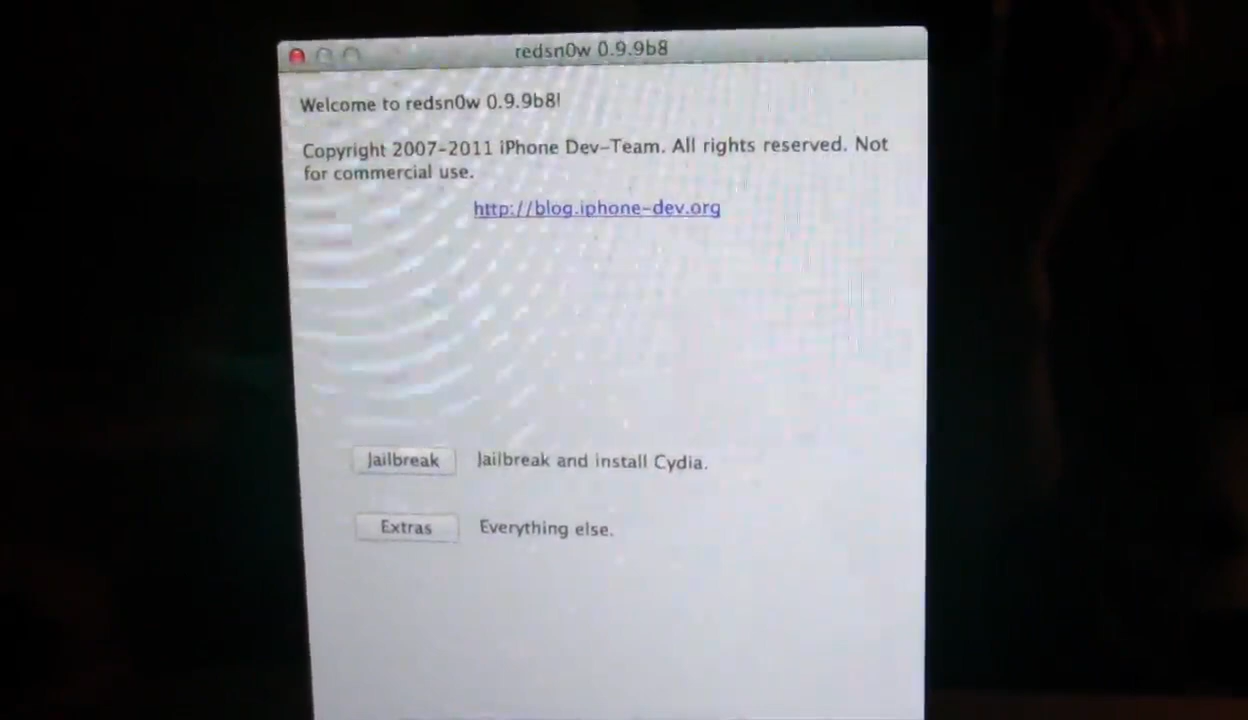 redsn0w 0.9.9b8
Welcome to redsn0w 0.9.9b8!
Copyright 2007-2011 iPhone Dev-Team. All rights reserved. Not
for commercial use.
http://blog.iphone-dev.org
Jailbreak Jailbreak and install Cydia.
Extras Everything else.